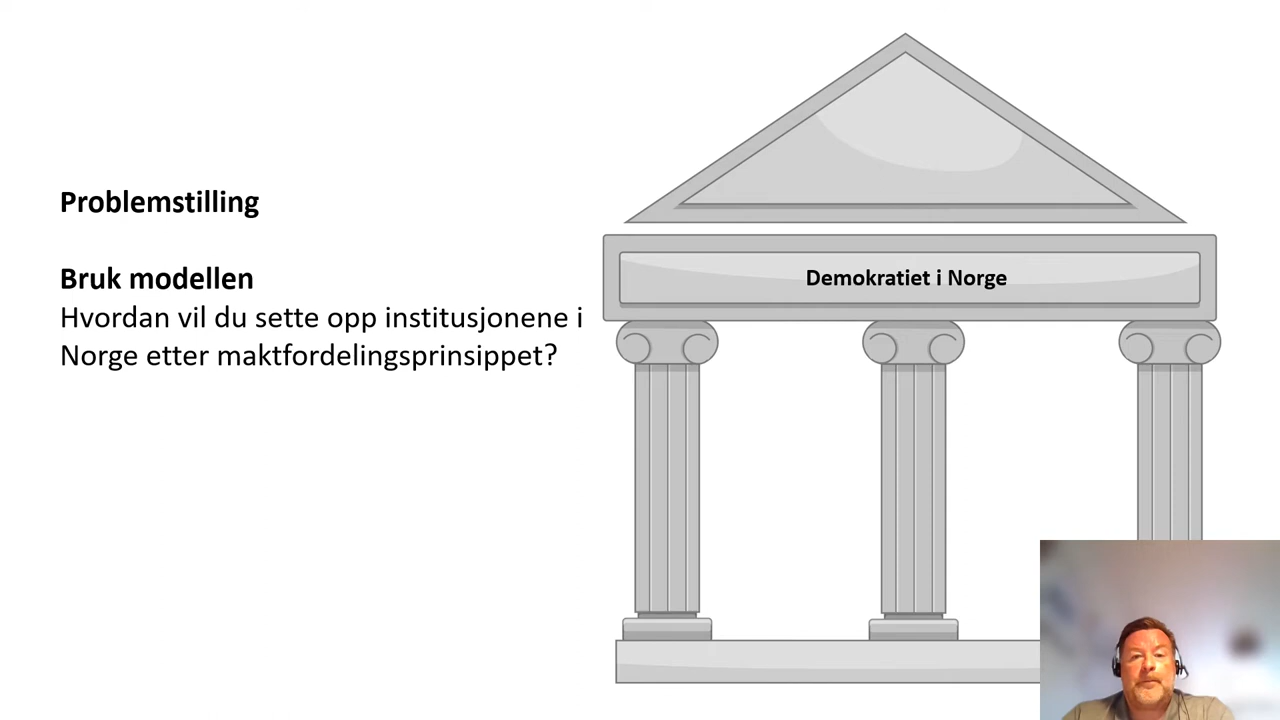 Problemstilling
Bruk modellen
Hvordan vil du sette opp institusjonene i
Norge etter maktfordelingsprinsippet?
Demokratiet i Norge